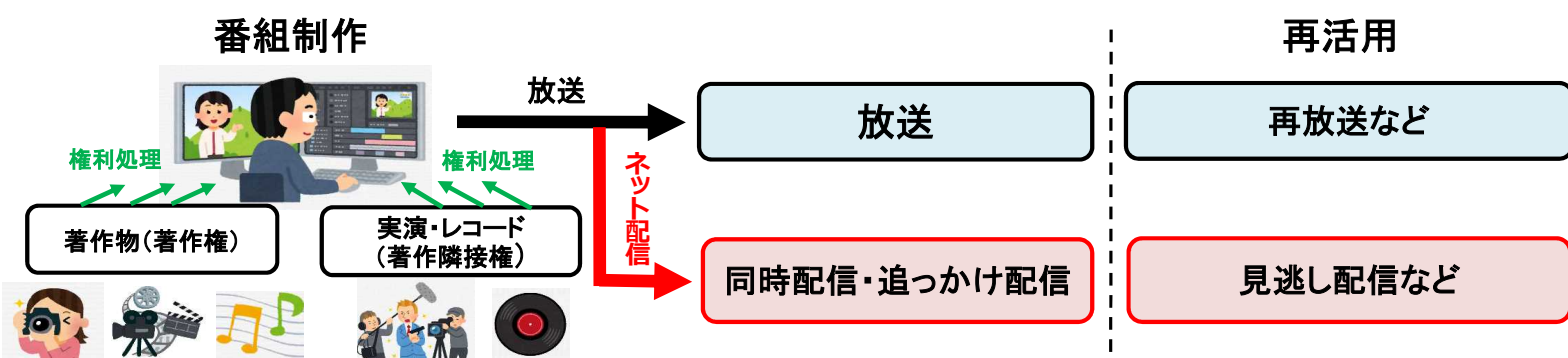 番組制作
再活用
放送
放送
再放送など
権利処理
権利処理
ネット配信
著作物(著作権)
実演・レコード
(著作隣接権)
同時配信・追っかけ配信
見逃し配信など